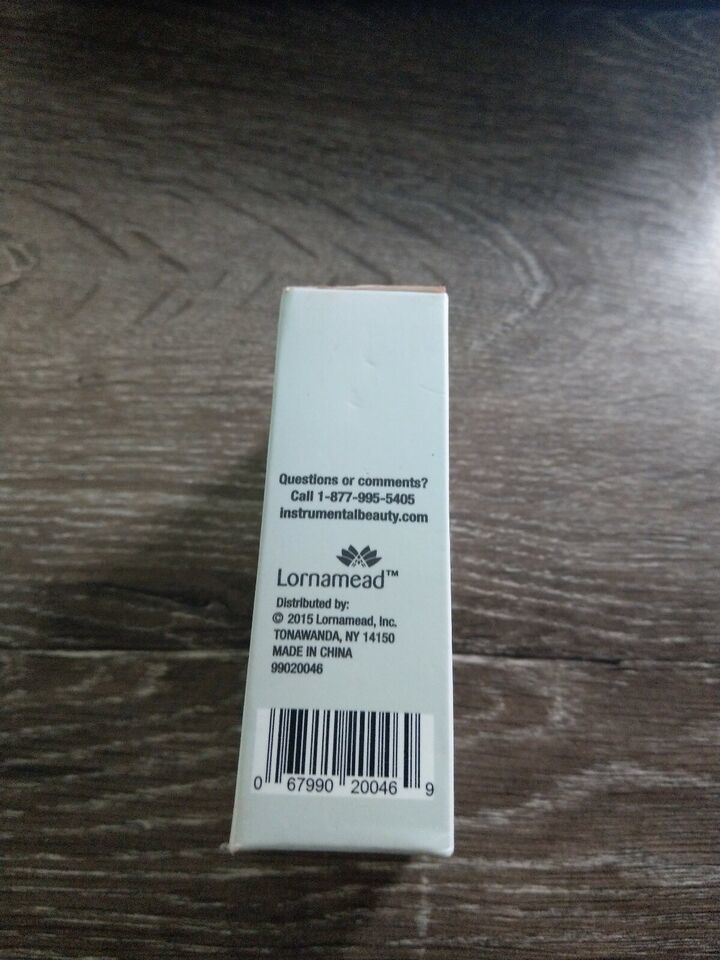 Questions or comments?
Call 1-877-995-5405
instrumentalbeauty.com
Lornamead™
Distributed by:
© 2015 Lornamead, Inc.
TONAWANDA, NY 14150
MADE IN CHINA
99020046
0 67990 20046 9